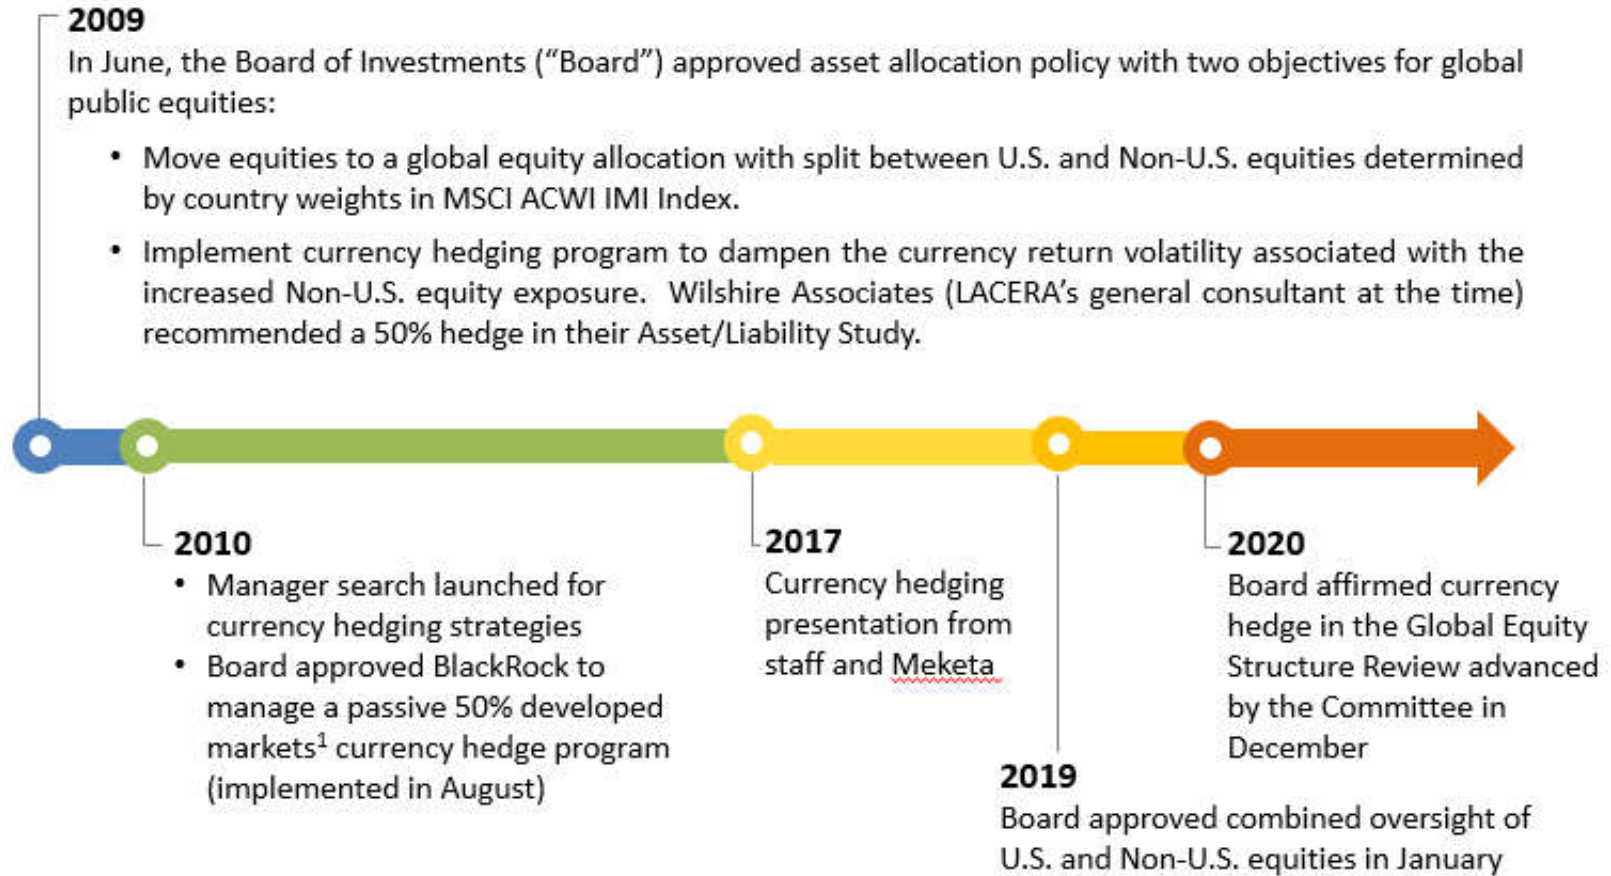 2009
In June, the Board of Investments (“Board”) approved asset allocation policy with two objectives for global
public equities:
• Move equities to a global equity allocation with split between U.S. and Non-U.S. equities determined
by country weights in MSCI ACWI IMI Index.
• Implement currency hedging program to dampen the currency return volatility associated with the
increased Non-U.S. equity exposure.  Wilshire Associates (LACERA’s general consultant at the time)
recommended a 50% hedge in their Asset/Liability Study.
2010
• Manager search launched for
currency hedging strategies
• Board approved BlackRock to
manage a passive 50% developed
markets¹ currency hedge program
(implemented in August)
2017
Currency hedging
presentation from
staff and Meketa
2019
Board approved combined oversight of
U.S. and Non-U.S. equities in January
2020
Board affirmed currency
hedge in the Global Equity
Structure Review advanced
by the Committee in
December